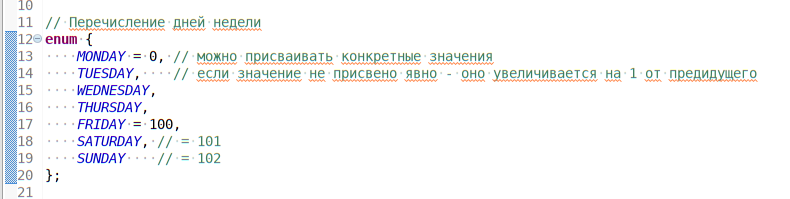 10
11 // Перечисление дней недели
12 enum {
13 MONDAY = 0, // можно присваивать конкретные значения
14 TUESDAY, // если значение не присвено явно - оно увеличивается на 1 от предидущего
15 WEDNESDAY,
16 THURSDAY,
17 FRIDAY = 100,
18 SATURDAY, // = 101
19 SUNDAY // = 102
20 };
21